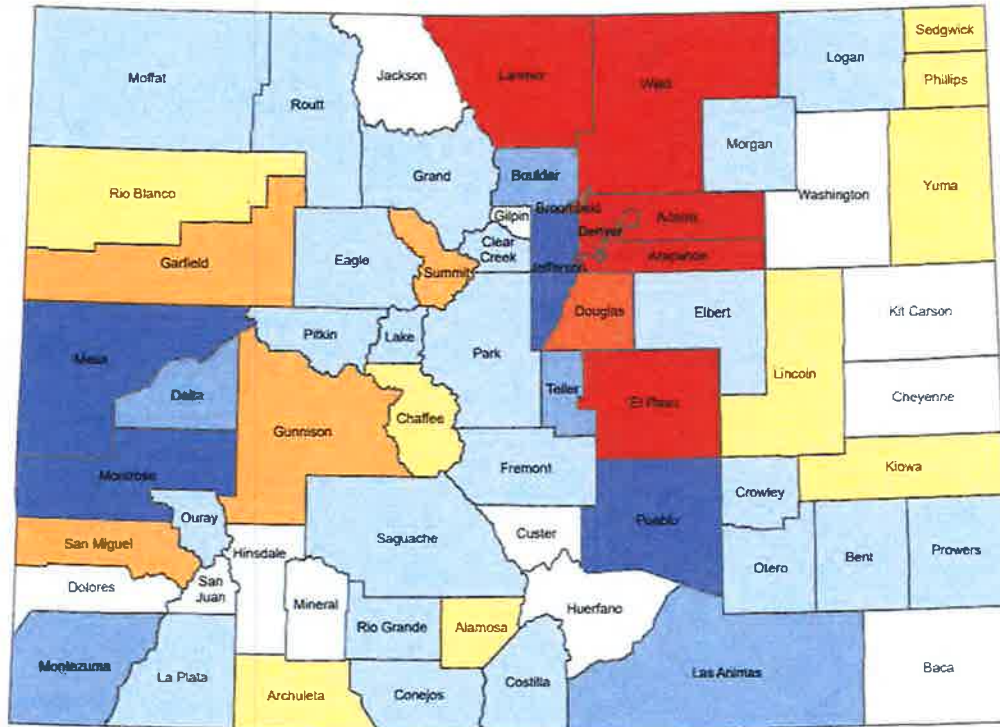 Sedgwick
Logan
Moffat
Jackson
Larimer
Weld
Phillips
Routt
Morgan
Grand
Boulder
Rio Blanco
Yuma
Washington
Broomfield
Gilpin
Adams
Denver
Clear
Creek
Eagle
Garfield
Arapahoe
Jefferson
Summit
Douglas
Elbert
Kit Carson
Pitkin
Lake
Park
Mesa
Lincoln
Delta
Teller
Cheyenne
El Paso
Chaffee
Gunnison
Fremont
Kiowa
Montrose
Crowley
Ouray
Pueblo
Custer
Saguache
San Miguel
Hinsdale
Prowers
Bent
Otero
Dolores
San
Juan
Mineral
Huerfano
Rio Grande
Alamosa
Montezuma
La Plata
Archuleta
Conejos
Costilla
Las Animas
Baca